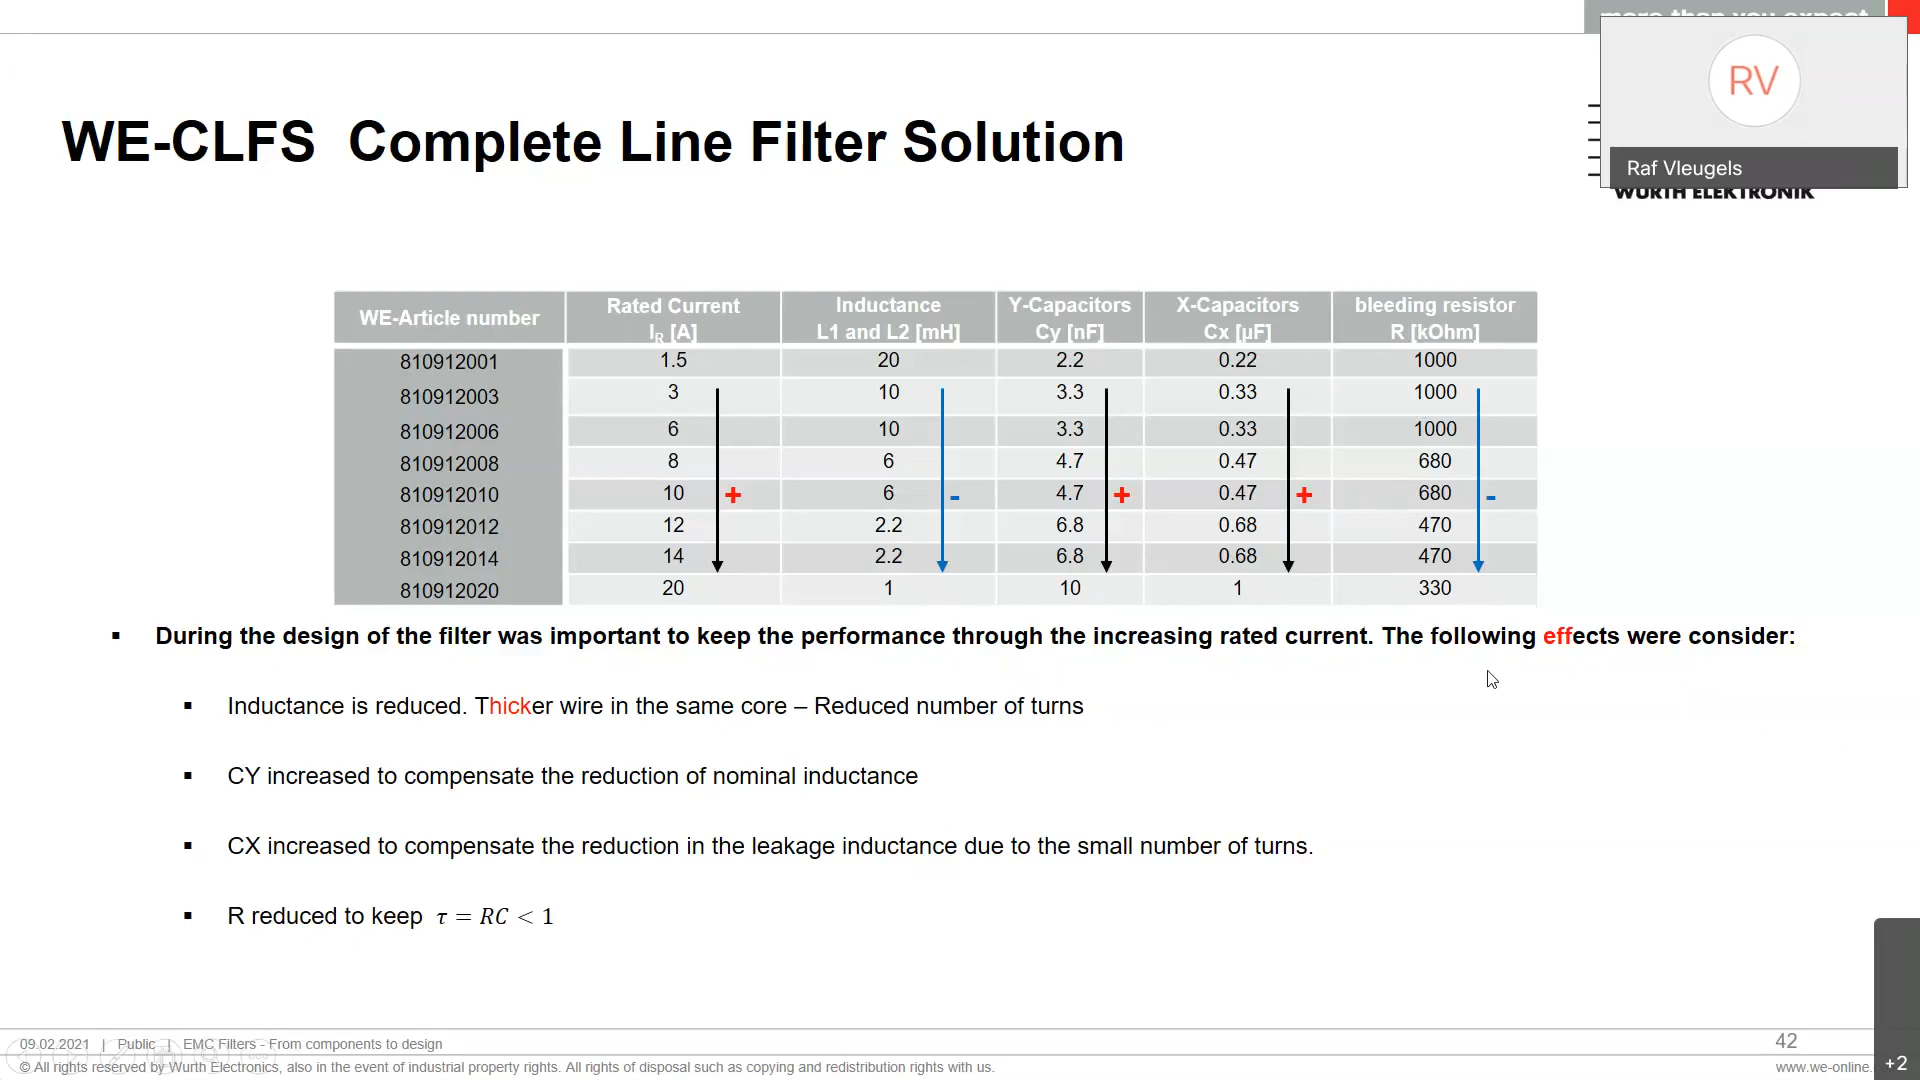 more than you expect
RV
Raf Vleugels
WÜRTH ELEKTRONIK
WE-CLFS Complete Line Filter Solution
WE-Article number Rated Current Inductance Y-Capacitors X-Capacitors bleeding resistor
IR [A] L1 and L2 [mH] Cy [nF] Cx [µF] R [kOhm]
810912001 1.5 20 2.2 0.22 1000
810912003 3 10 3.3 0.33 1000
810912006 6 10 3.3 0.33 1000
810912008 8 6 4.7 0.47 680
810912010 10 + 6 - 4.7 + 0.47 + 680 -
810912012 12 2.2 6.8 0.68 470
810912014 14 2.2 6.8 0.68 470
810912020 20 1 10 1 330
▪ During the design of the filter was important to keep the performance through the increasing rated current. The following effects were consider:
▪ Inductance is reduced. Thicker wire in the same core – Reduced number of turns
▪ CY increased to compensate the reduction of nominal inductance
▪ CX increased to compensate the reduction in the leakage inductance due to the small number of turns.
▪ R reduced to keep τ = RC < 1
09.02.2021 | Public | EMC Filters - From components to design 42
© All rights reserved by Wurth Electronics, also in the event of industrial property rights. All rights of disposal such as copying and redistribution rights with us. www.we-online. +2